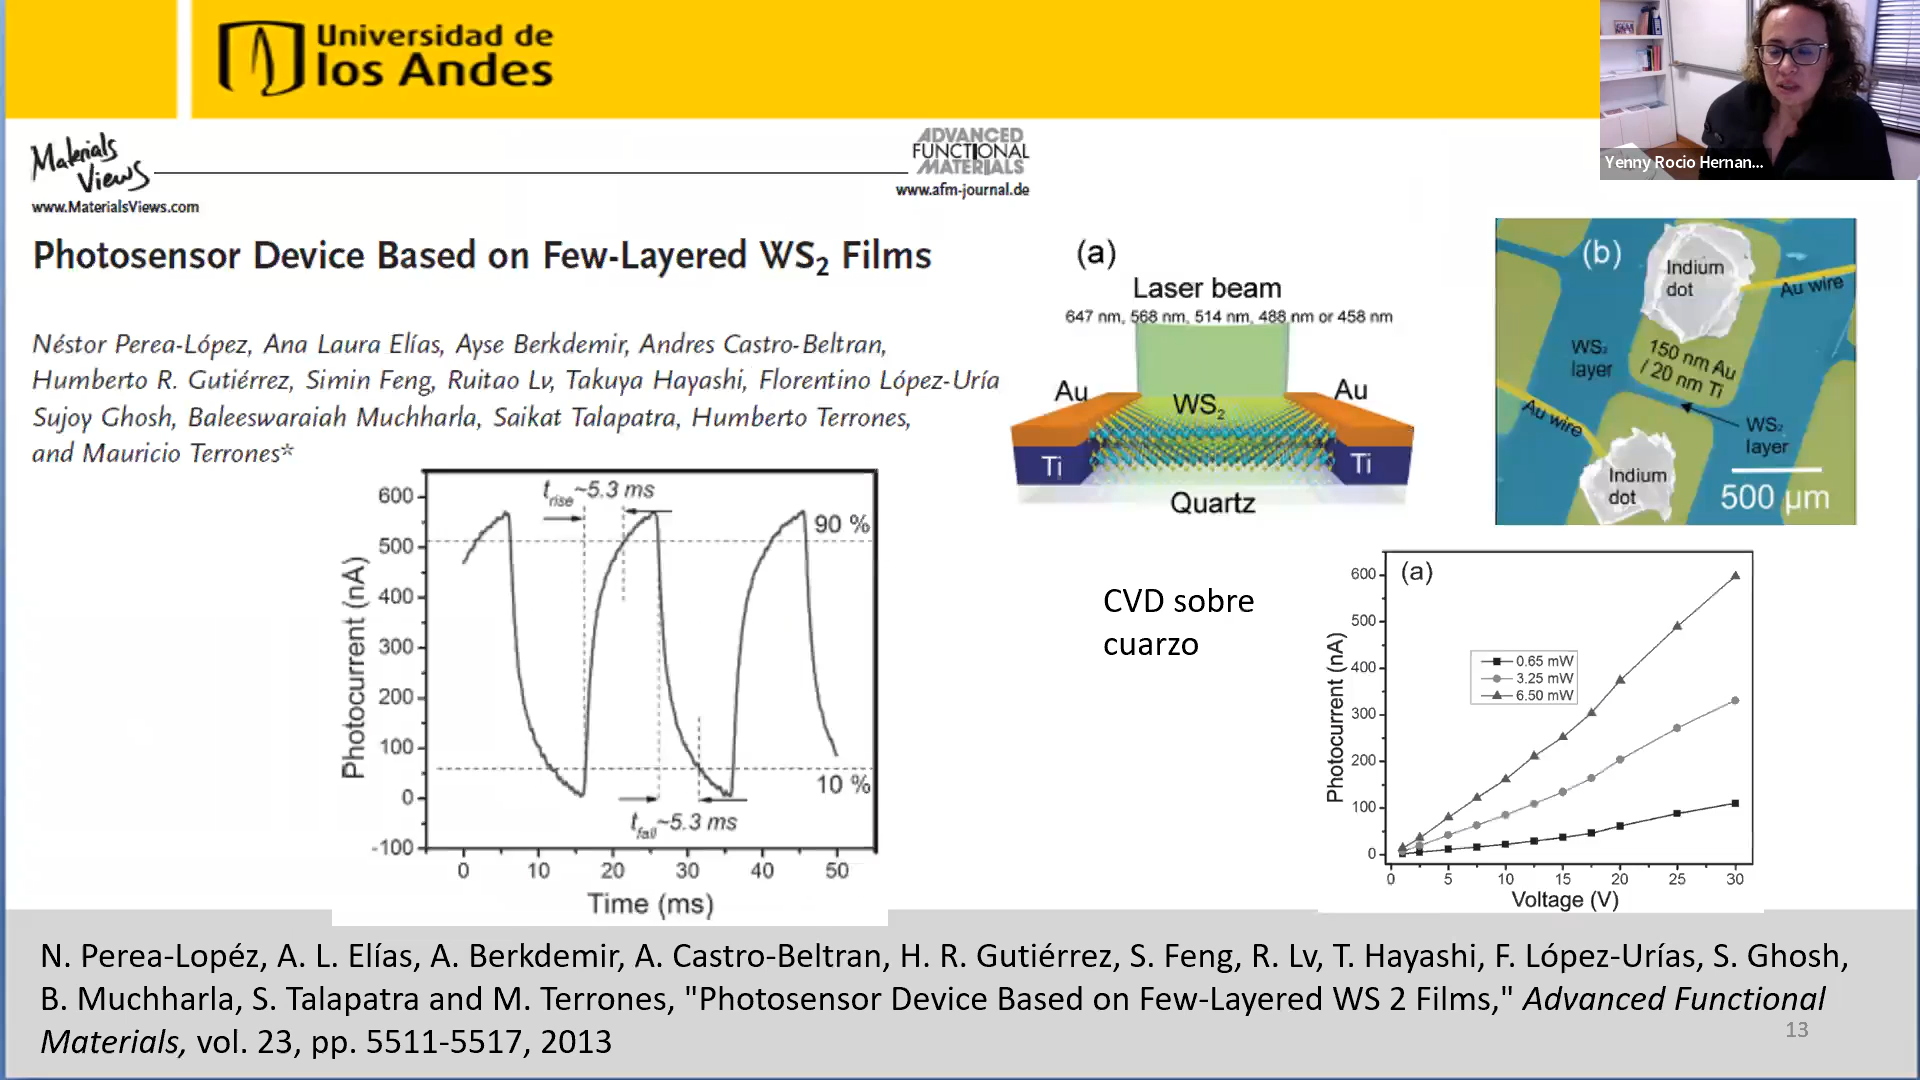 Universidad de
los Andes
Yenny Rocio Hernan...
Materials
Views
www.MaterialsViews.com
ADVANCED
FUNCTIONAL
MATERIALS
www.afm-journal.de
Photosensor Device Based on Few-Layered WS2 Films
Néstor Perea-López, Ana Laura Elías, Ayse Berkdemir, Andres Castro-Beltran,
Humberto R. Gutiérrez, Simin Feng, Ruitao Lv, Takuya Hayashi, Florentino López-Uría
Sujoy Ghosh, Baleeswaraiah Muchharla, Saikat Talapatra, Humberto Terrones,
and Mauricio Terrones*
(a)
Laser beam
647 nm, 568 nm, 514 nm, 488 nm or 458 nm
Au
WS2
Au
Ti
Ti
Quartz
(b)
Indium
dot
Au wire
WS2
layer
150 nm Au
/ 20 nm Ti
Au wire
WS2
layer
Indium
dot
500 µm
Photocurrent (nA)
600
500
400
300
200
100
0
-100
trise~5.3 ms
90 %
10 %
tfall~5.3 ms
0 10 20 30 40 50
Time (ms)
CVD sobre
cuarzo
(a)
Photocurrent (nA)
600
500
400
300
200
100
0
0.65 mW
3.25 mW
6.50 mW
0 5 10 15 20 25 30
Voltage (V)
N. Perea-Lopéz, A. L. Elías, A. Berkdemir, A. Castro-Beltran, H. R. Gutiérrez, S. Feng, R. Lv, T. Hayashi, F. López-Urías, S. Ghosh,
B. Muchharla, S. Talapatra and M. Terrones, "Photosensor Device Based on Few-Layered WS 2 Films," Advanced Functional
Materials, vol. 23, pp. 5511-5517, 2013
13